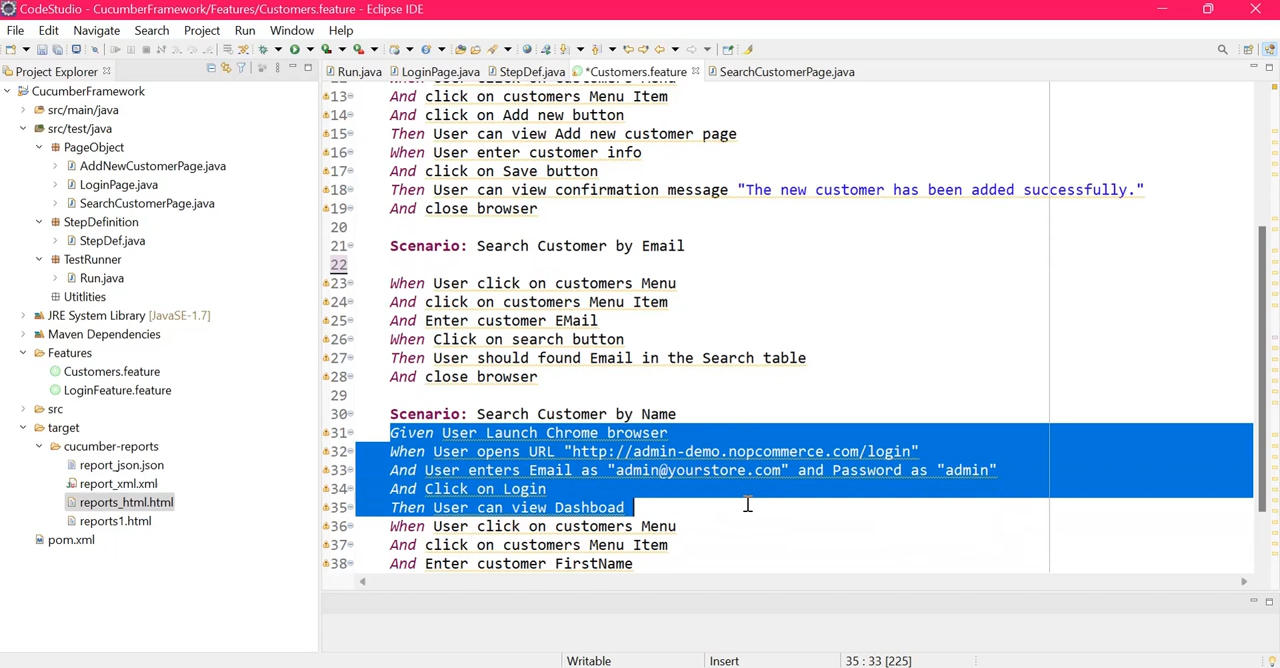 CodeStudio - CucumberFramework/Features/Customers.feature - Eclipse IDE
File Edit Navigate Search Project Run Window Help
Project Explorer
Run.java LoginPage.java StepDef.java *Customers.feature SearchCustomerPage.java
CucumberFramework
src/main/java
src/test/java
PageObject
AddNewCustomerPage.java
LoginPage.java
SearchCustomerPage.java
StepDefinition
StepDef.java
TestRunner
Run.java
Uitilities
JRE System Library [JavaSE-1.7]
Maven Dependencies
Features
Customers.feature
LoginFeature.feature
src
target
cucumber-reports
report_json.json
report_xml.xml
reports_html.html
reports1.html
pom.xml
When User click on customers Menu
13 And click on customers Menu Item
14 And click on Add new button
15 Then User can view Add new customer page
16 When User enter customer info
17 And click on Save button
18 Then User can view confirmation message "The new customer has been added successfully."
19 And close browser
20
21 Scenario: Search Customer by Email
22
23 When User click on customers Menu
24 And click on customers Menu Item
25 And Enter customer EMail
26 When Click on search button
27 Then User should found Email in the Search table
28 And close browser
29
30 Scenario: Search Customer by Name
31 Given User Launch Chrome browser
32 When User opens URL "http://admin-demo.nopcommerce.com/login"
33 And User enters Email as "admin@yourstore.com" and Password as "admin"
34 And Click on Login
35 Then User can view Dashboad
36 When User click on customers Menu
37 And click on customers Menu Item
38 And Enter customer FirstName
Writable Insert 35 : 33 [225]